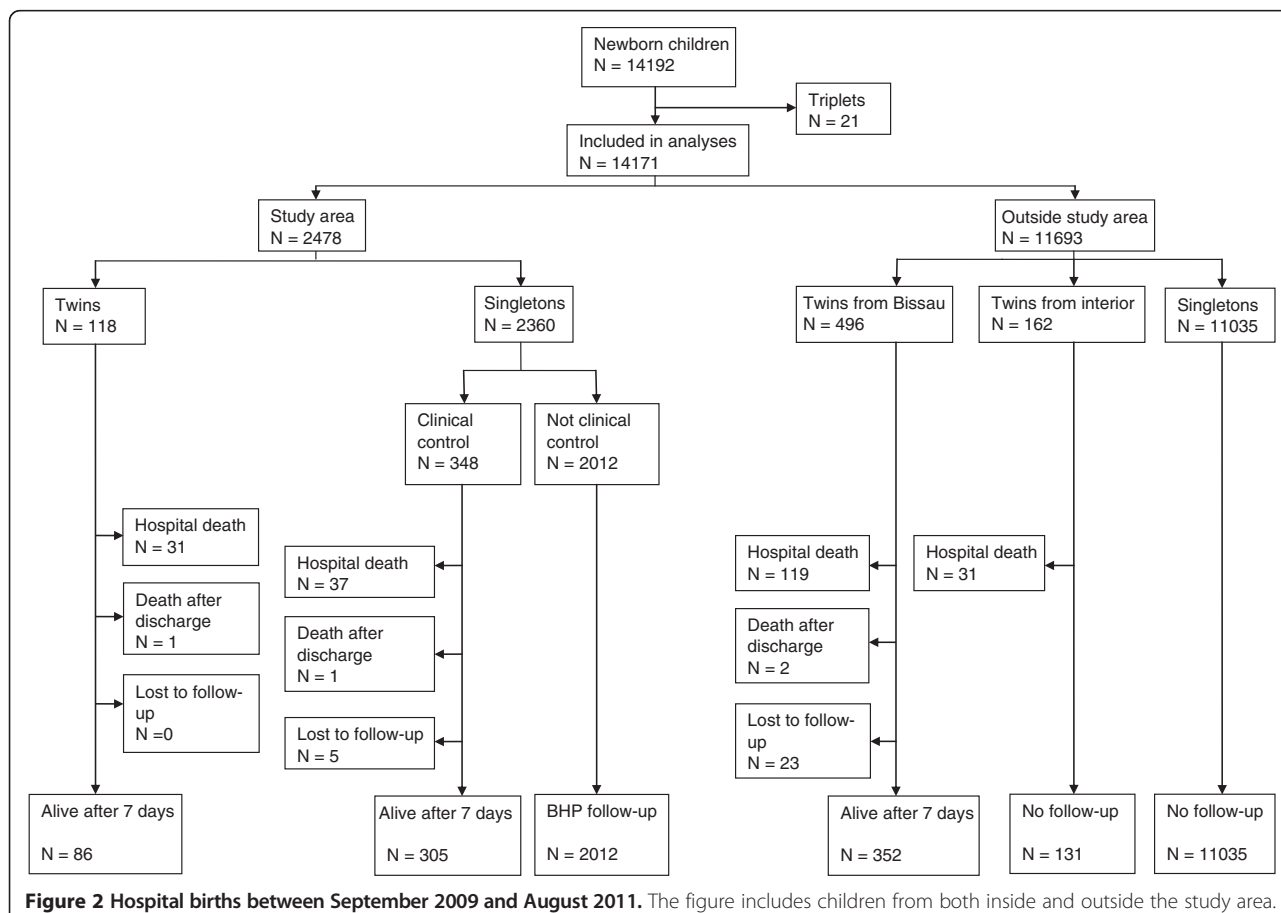 Newborn children
N = 14192
Triplets
N = 21
Included in analyses
N = 14171
Study area
N = 2478
Outside study area
N = 11693
Twins
N = 118
Singletons
N = 2360
Twins from Bissau
N = 496
Twins from interior
N = 162
Singletons
N = 11035
Clinical
control
N = 348
Not clinical
control
N = 2012
Hospital death
N = 31
Death after
discharge
N = 1
Lost to follow-
up
N =0
Hospital death
N = 37
Death after
discharge
N = 1
Lost to follow-up
N = 5
Hospital death
N = 119
Death after
discharge
N = 2
Lost to follow-
up
N = 23
Hospital death
N = 31
Alive after 7 days
N = 86
Alive after 7 days
N = 305
BHP follow-up
N = 2012
Alive after 7 days
N = 352
No follow-up
N = 131
No follow-up
N = 11035
Figure 2 Hospital births between September 2009 and August 2011. The figure includes children from both inside and outside the study area.